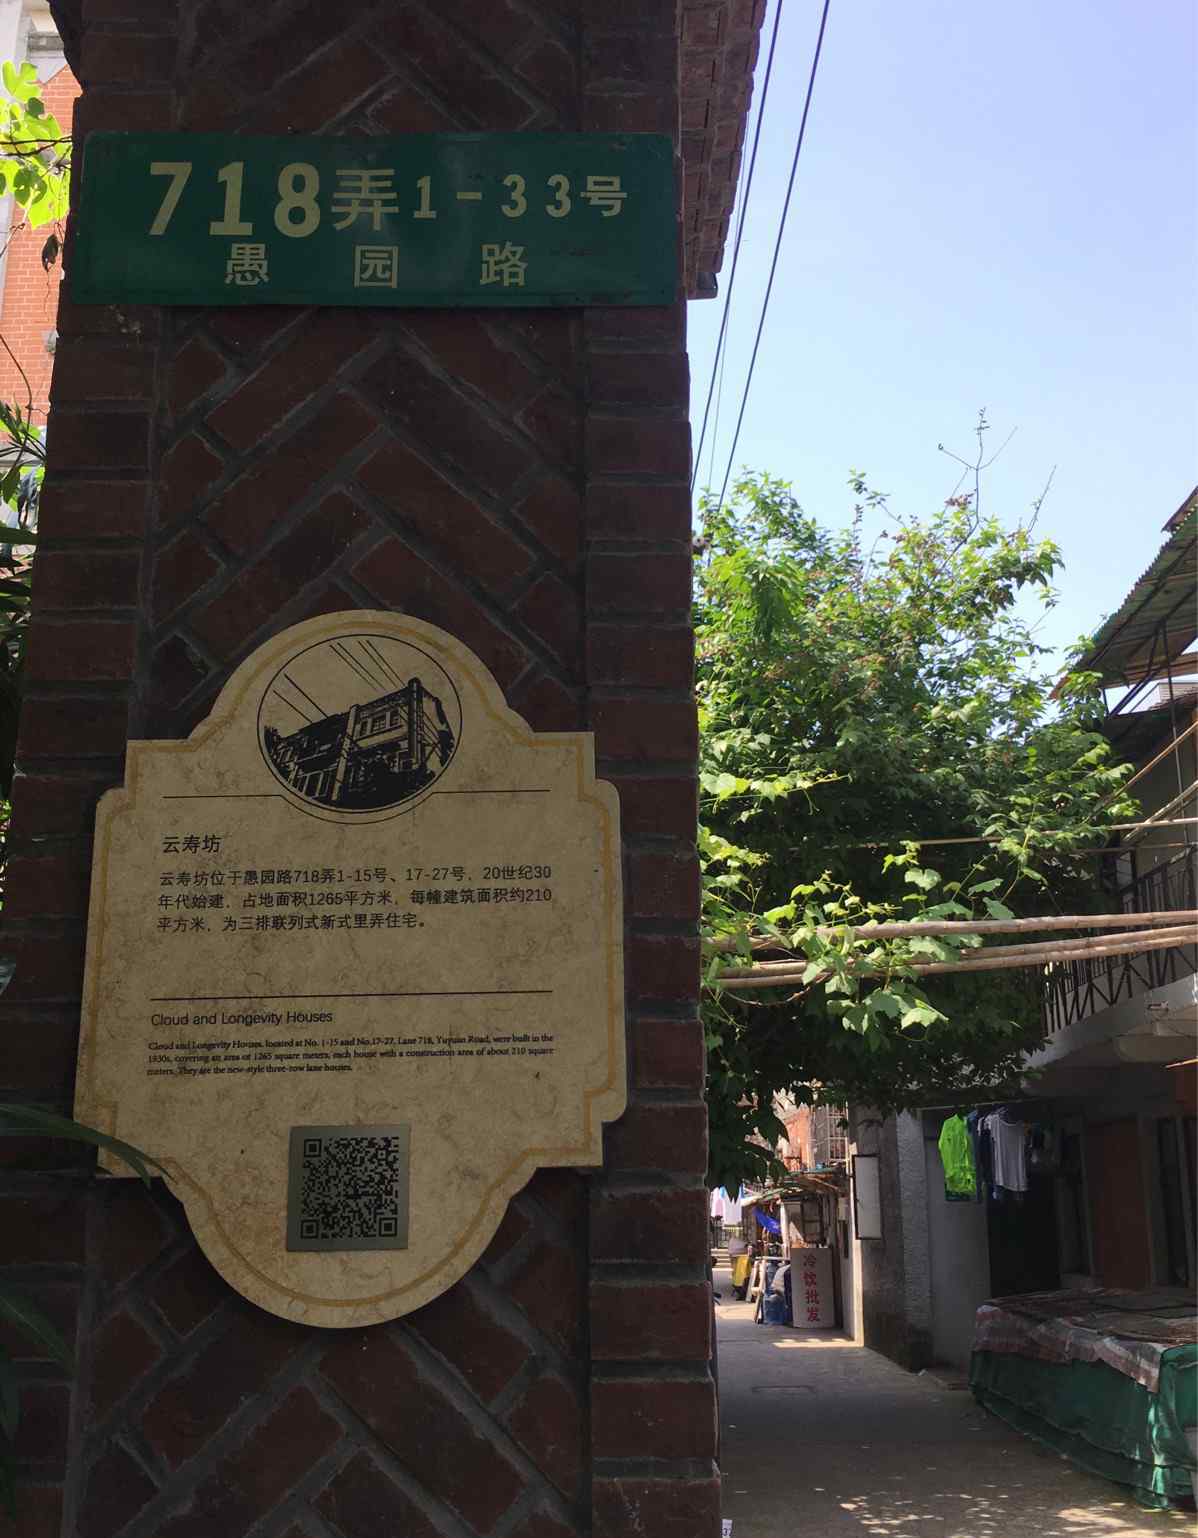 718弄1-33号
愚园路
云寿坊
云寿坊位于愚园路718弄1-15号、17-27号，20世纪30
年代始建，占地面积1265平方米，每幢建筑面积约210
平方米，为三排联列式新式里弄住宅。
Cloud and Longevity Houses
Cloud and Longevity Houses, located at No. 1-15 and No.17-27, Lane 718, Yuyuan Road, were built in the
1930s, covering an area of 1265 square meters, each house with a construction area of about 210 square
meters. They are the new-style three-row lane houses.
冷饮批发